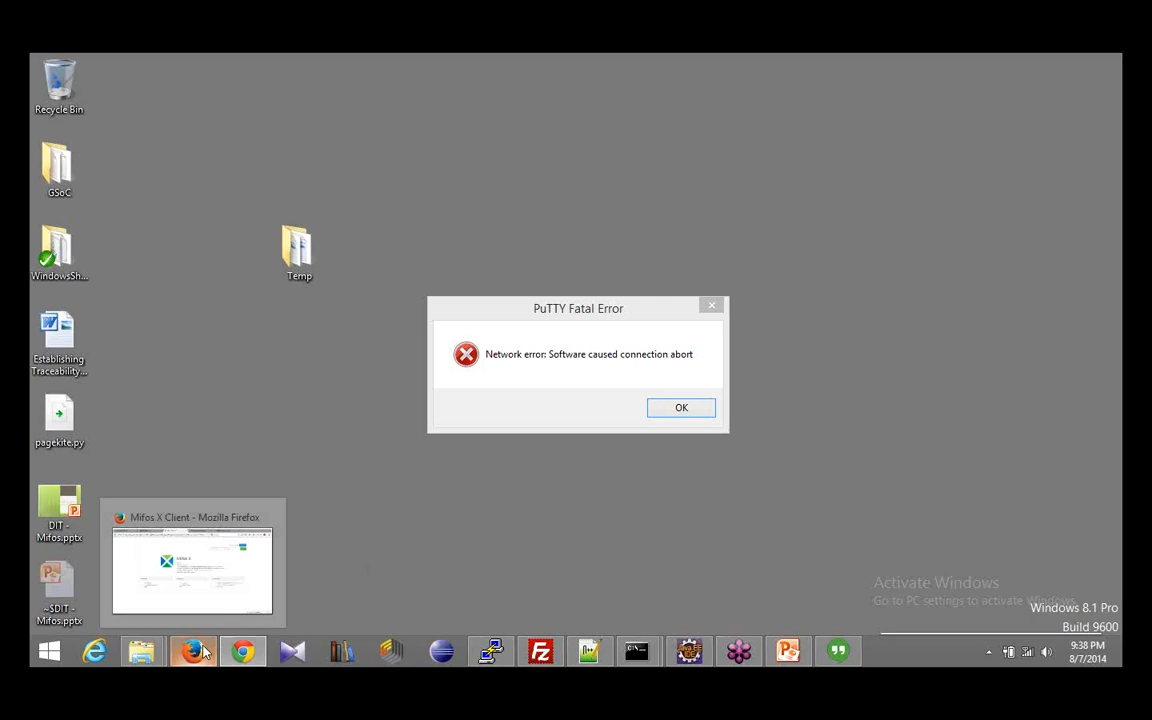 Recycle Bin
GSoC
WindowsSh...
Temp
Establishing
Traceability...
pagekite.py
DIT -
Mifos.pptx
~$DIT -
Mifos.pptx
PuTTY Fatal Error
Network error: Software caused connection abort
OK
Mifos X Client - Mozilla Firefox
Mifos X
Activate Windows
Go to PC settings to activate Windows.
Windows 8.1 Pro
Build 9600
9:38 PM
8/7/2014